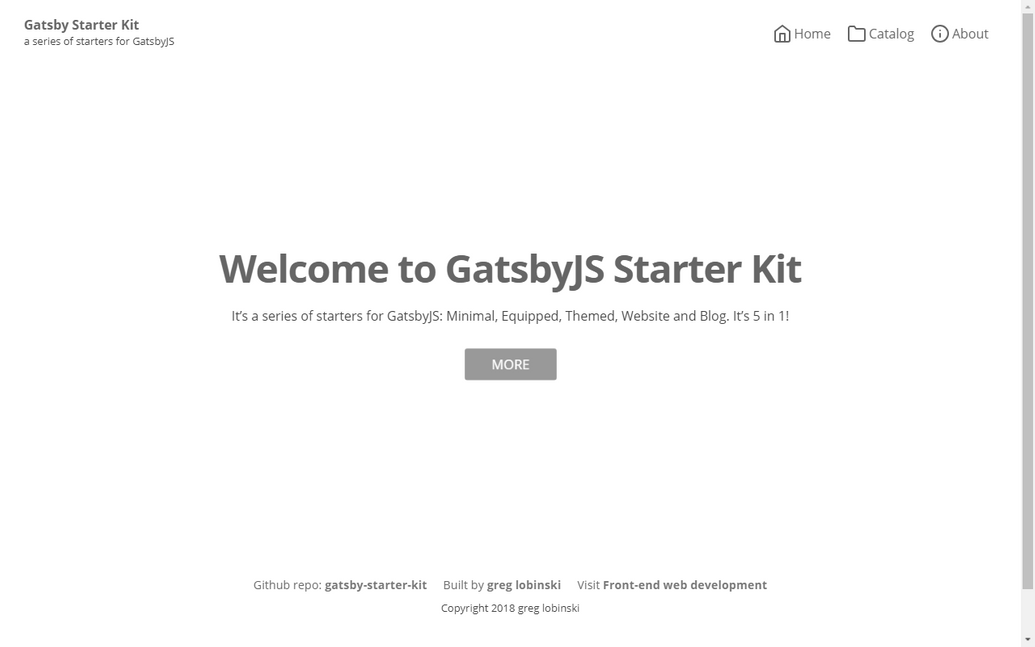 Gatsby Starter Kit
a series of starters for GatsbyJS
Home Catalog About
Welcome to GatsbyJS Starter Kit
It’s a series of starters for GatsbyJS: Minimal, Equipped, Themed, Website and Blog. It’s 5 in 1!
MORE
Github repo: gatsby-starter-kit Built by greg lobinski Visit Front-end web development
Copyright 2018 greg lobinski